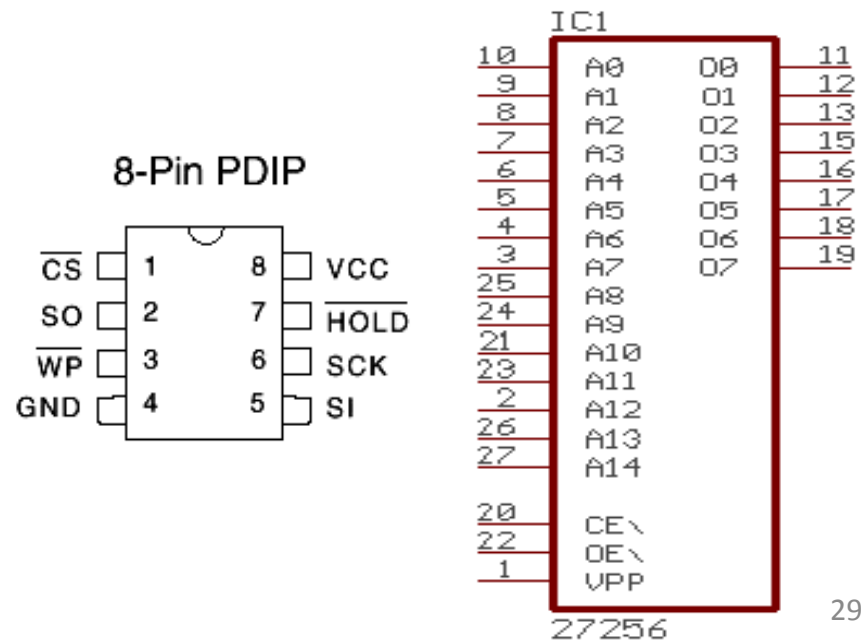 8-Pin PDIP
CS 1 8 VCC
SO 2 7 HOLD
WP 3 6 SCK
GND 4 5 SI
IC1
10 A0 O0 11
9 A1 O1 12
8 A2 O2 13
7 A3 O3 15
6 A4 O4 16
5 A5 O5 17
4 A6 O6 18
3 A7 O7 19
25 A8
24 A9
21 A10
23 A11
2 A12
26 A13
27 A14
20 CE\
22 OE\
1 VPP
27256
29